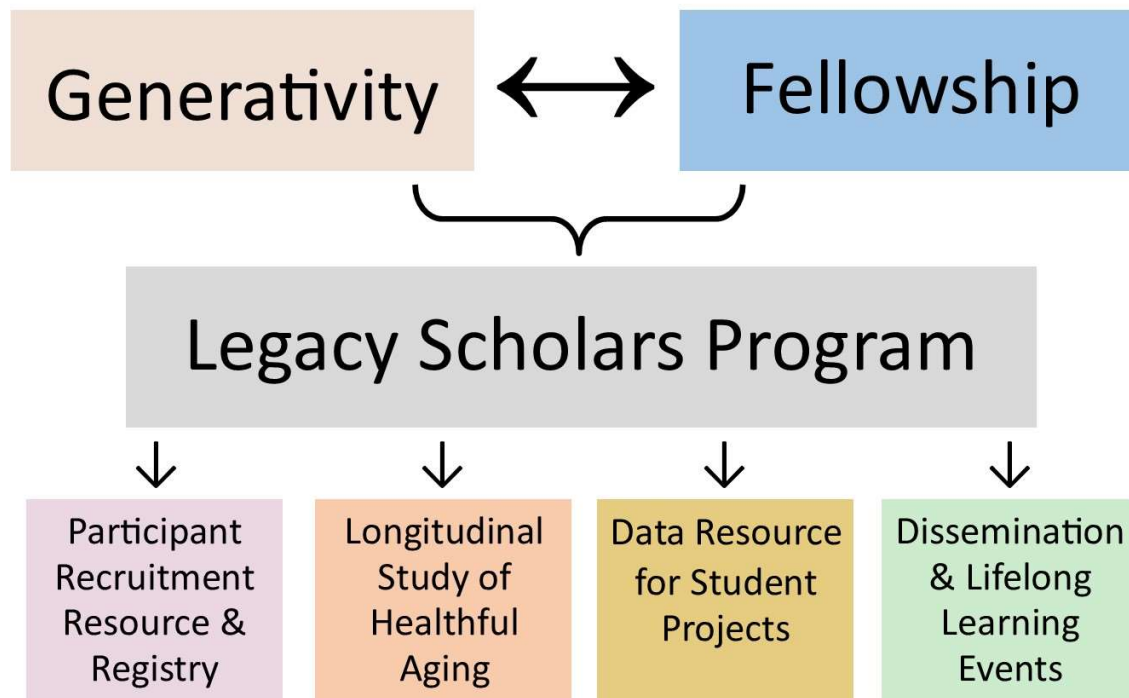 Generativity
Fellowship
Legacy Scholars Program
Participant
Recruitment
Resource &
Registry
Longitudinal
Study of
Healthful
Aging
Data Resource
for Student
Projects
Dissemination
& Lifelong
Learning
Events